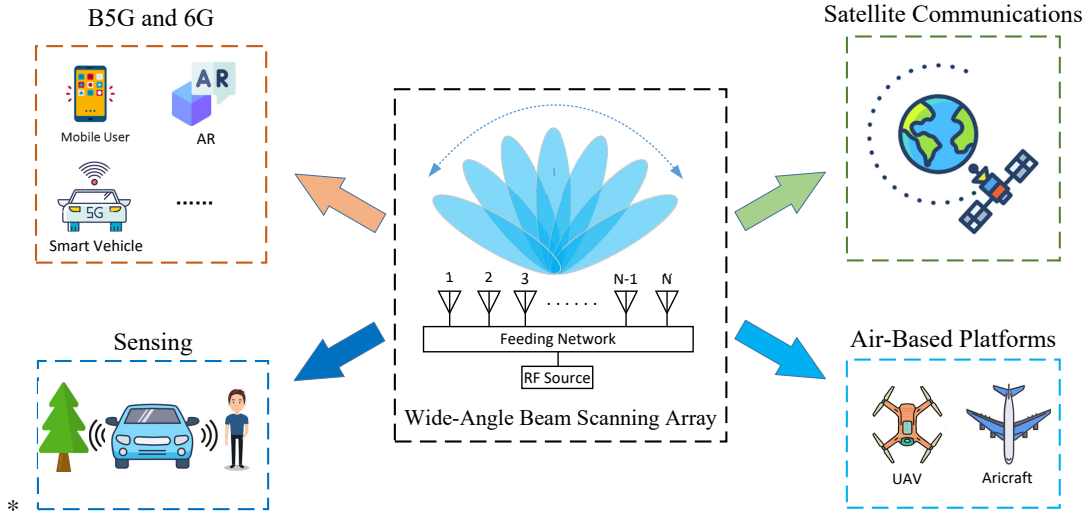 B5G and 6G
Satellite Communications
AR
Mobile User
AR
5G
Smart Vehicle
......
1 2 3 ...... N-1 N
Feeding Network
RF Source
Wide-Angle Beam Scanning Array
Sensing
Air-Based Platforms
UAV
Aricraft
*